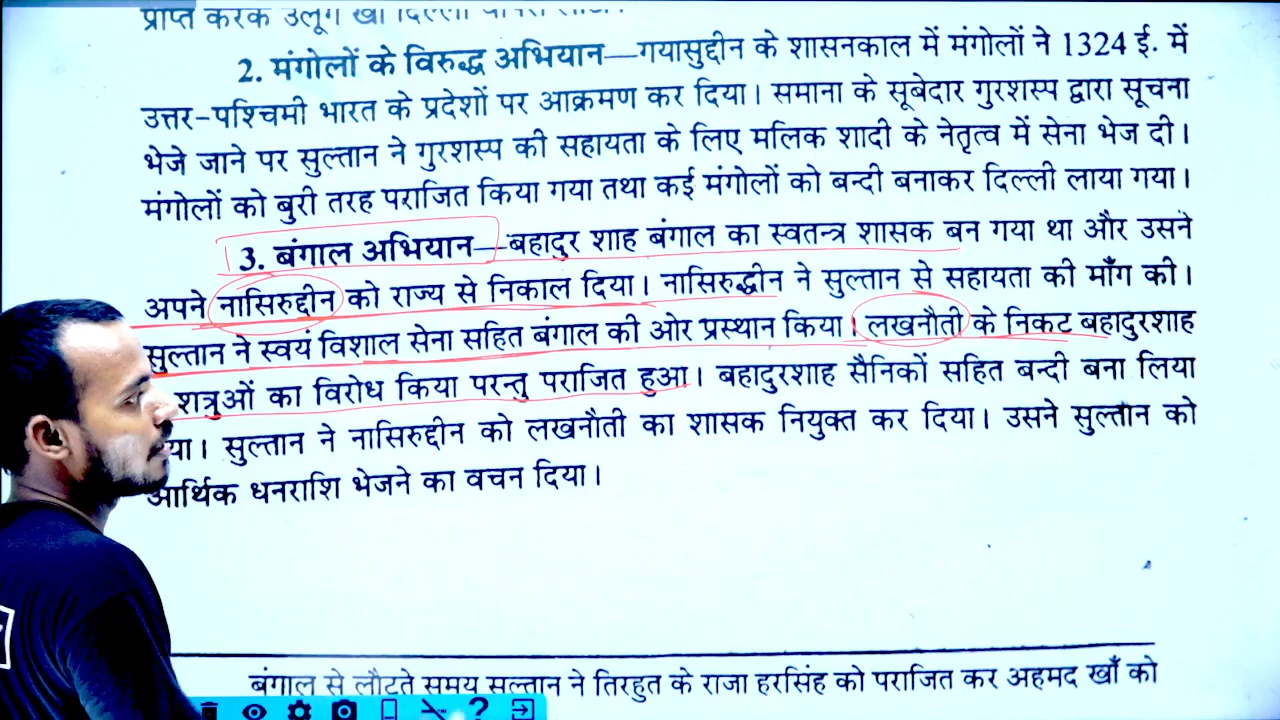 प्राप्त करके उलूग खाँ दिल्ली
2. मंगोलों के विरुद्ध अभियान—गयासुद्दीन के शासनकाल में मंगोलों ने 1324 ई. में
उत्तर-पश्चिमी भारत के प्रदेशों पर आक्रमण कर दिया। समाना के सूबेदार गुरशस्प द्वारा सूचना
भेजे जाने पर सुल्तान ने गुरशस्प की सहायता के लिए मलिक शादी के नेतृत्व में सेना भेज दी।
मंगोलों को बुरी तरह पराजित किया गया तथा कई मंगोलों को बन्दी बनाकर दिल्ली लाया गया।
3. बंगाल अभियान—बहादुर शाह बंगाल का स्वतन्त्र शासक बन गया था और उसने
अपने नासिरुद्दीन को राज्य से निकाल दिया। नासिरुद्धीन ने सुल्तान से सहायता की माँग की।
सुल्तान ने स्वयं विशाल सेना सहित बंगाल की ओर प्रस्थान किया। लखनौती के निकट बहादुरशाह
शत्रुओं का विरोध किया परन्तु पराजित हुआ। बहादुरशाह सैनिकों सहित बन्दी बना लिया
या। सुल्तान ने नासिरुद्दीन को लखनौती का शासक नियुक्त कर दिया। उसने सुल्तान को
आर्थिक धनराशि भेजने का वचन दिया।
बंगाल से लौटते समय सुल्तान ने तिरहुत के राजा हरसिंह को पराजित कर अहमद खाँ को